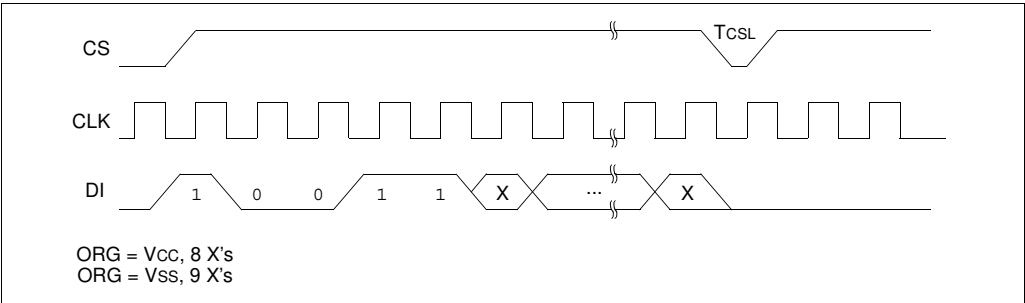 CS TCSL
CLK
DI 1 0 0 1 1 X ... X
ORG = VCC, 8 X's
ORG = VSS, 9 X's